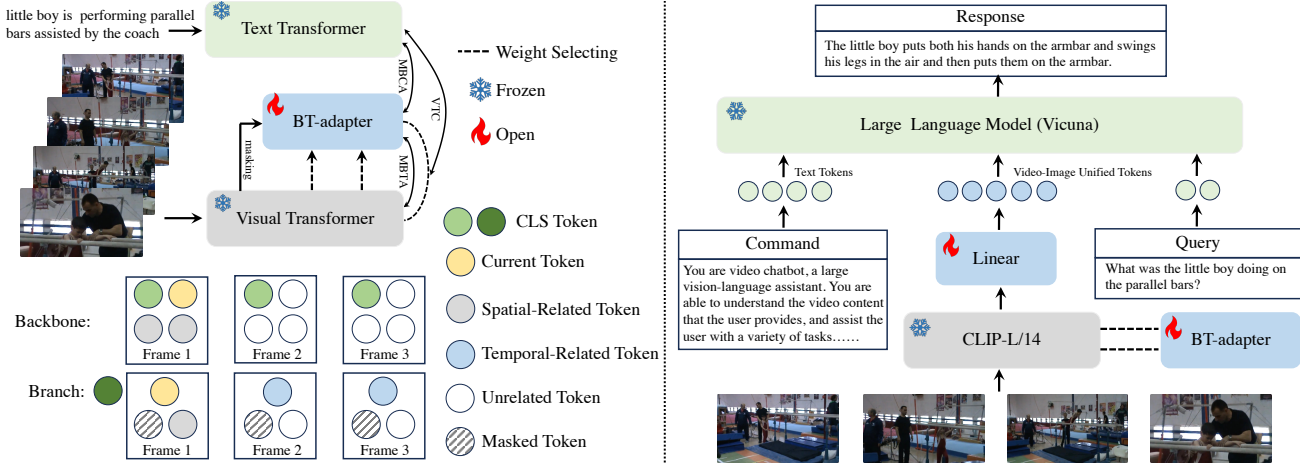 little boy is performing parallel
bars assisted by the coach
Text Transformer
MBCA
VTC
BT-adapter
masking
MBTA
Visual Transformer
Weight Selecting
Frozen
Open
CLS Token
Current Token
Spatial-Related Token
Temporal-Related Token
Unrelated Token
Masked Token
Backbone:
Frame 1
Frame 2
Frame 3
Branch:
Frame 1
Frame 2
Frame 3
Response
The little boy puts both his hands on the armbar and swings
his legs in the air and then puts them on the armbar.
Large Language Model (Vicuna)
Text Tokens
Video-Image Unified Tokens
Command
You are video chatbot, a large
vision-language assistant. You are
able to understand the video content
that the user provides, and assist the
user with a variety of tasks……
Linear
Query
What was the little boy doing on
the parallel bars?
CLIP-L/14
BT-adapter